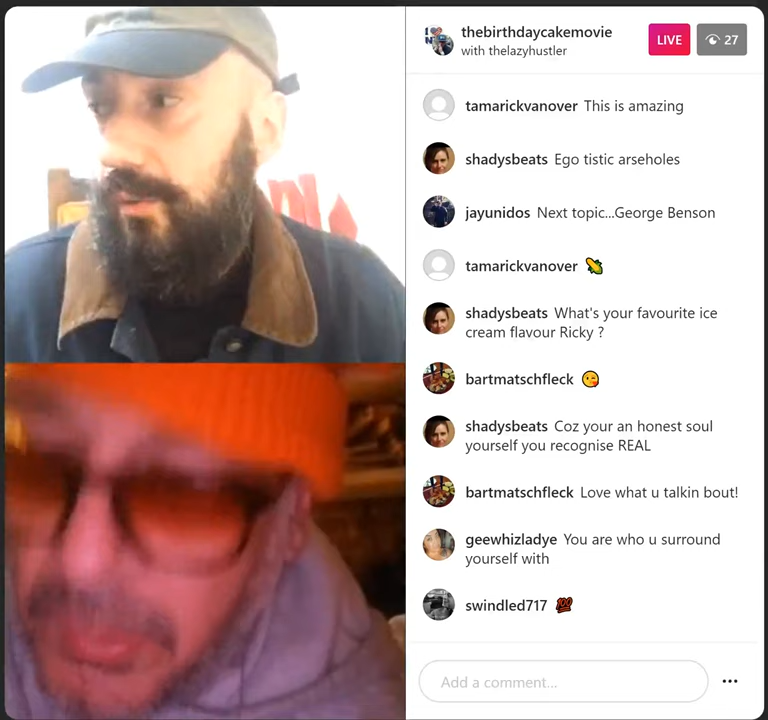 thebirthdaycakemovie
with thelazyhustler
LIVE
27
tamarickvanover This is amazing
shadysbeats Ego tistic arseholes
jayunidos Next topic...George Benson
tamarickvanover 🌽
shadysbeats What's your favourite ice
cream flavour Ricky ?
bartmatschfleck 😘
shadysbeats Coz your an honest soul
yourself you recognise REAL
bartmatschfleck Love what u talkin bout!
geewhizladye You are who u surround
yourself with
swindled717 💯
Add a comment...